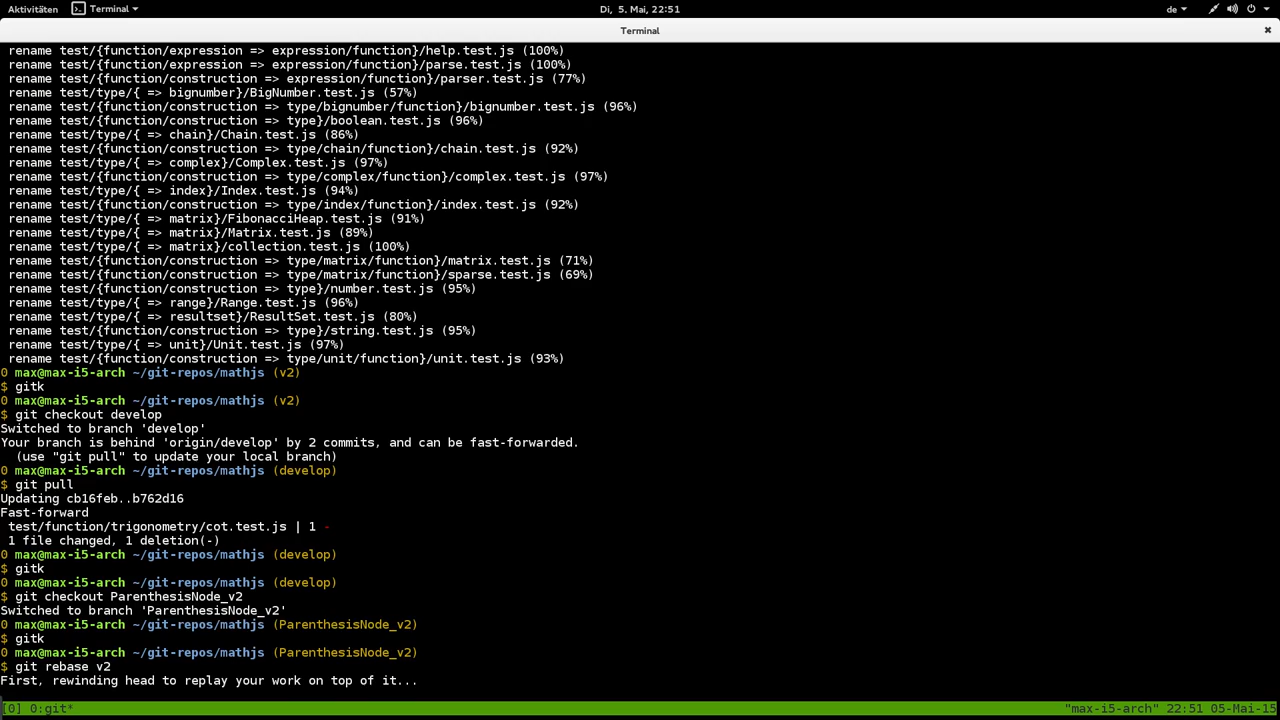 Aktivitäten Terminal Di, 5. Mai, 22:51 de
Terminal
rename test/{function/expression => expression/function}/help.test.js (100%)
rename test/{function/expression => expression/function}/parse.test.js (100%)
rename test/{function/construction => expression/function}/parser.test.js (77%)
rename test/type/{ => bignumber}/BigNumber.test.js (57%)
rename test/{function/construction => type/bignumber/function}/bignumber.test.js (96%)
rename test/{function/construction => type}/boolean.test.js (96%)
rename test/type/{ => chain}/Chain.test.js (86%)
rename test/{function/construction => type/chain/function}/chain.test.js (92%)
rename test/type/{ => complex}/Complex.test.js (97%)
rename test/{function/construction => type/complex/function}/complex.test.js (97%)
rename test/type/{ => index}/Index.test.js (94%)
rename test/{function/construction => type/index/function}/index.test.js (92%)
rename test/type/{ => matrix}/FibonacciHeap.test.js (91%)
rename test/type/{ => matrix}/Matrix.test.js (89%)
rename test/type/{ => matrix}/collection.test.js (100%)
rename test/{function/construction => type/matrix/function}/matrix.test.js (71%)
rename test/{function/construction => type/matrix/function}/sparse.test.js (69%)
rename test/{function/construction => type}/number.test.js (95%)
rename test/type/{ => range}/Range.test.js (96%)
rename test/type/{ => resultset}/ResultSet.test.js (80%)
rename test/{function/construction => type}/string.test.js (95%)
rename test/type/{ => unit}/Unit.test.js (97%)
rename test/{function/construction => type/unit/function}/unit.test.js (93%)
0 max@max-i5-arch ~/git-repos/mathjs (v2)
$ gitk
0 max@max-i5-arch ~/git-repos/mathjs (v2)
$ git checkout develop
Switched to branch 'develop'
Your branch is behind 'origin/develop' by 2 commits, and can be fast-forwarded.
(use "git pull" to update your local branch)
0 max@max-i5-arch ~/git-repos/mathjs (develop)
$ git pull
Updating cb16feb..b762d16
Fast-forward
test/function/trigonometry/cot.test.js | 1 -
1 file changed, 1 deletion(-)
0 max@max-i5-arch ~/git-repos/mathjs (develop)
$ gitk
0 max@max-i5-arch ~/git-repos/mathjs (develop)
$ git checkout ParenthesisNode_v2
Switched to branch 'ParenthesisNode_v2'
0 max@max-i5-arch ~/git-repos/mathjs (ParenthesisNode_v2)
$ gitk
0 max@max-i5-arch ~/git-repos/mathjs (ParenthesisNode_v2)
$ git rebase v2
First, rewinding head to replay your work on top of it...
[0] 0:git* "max-i5-arch" 22:51 05-Mai-15